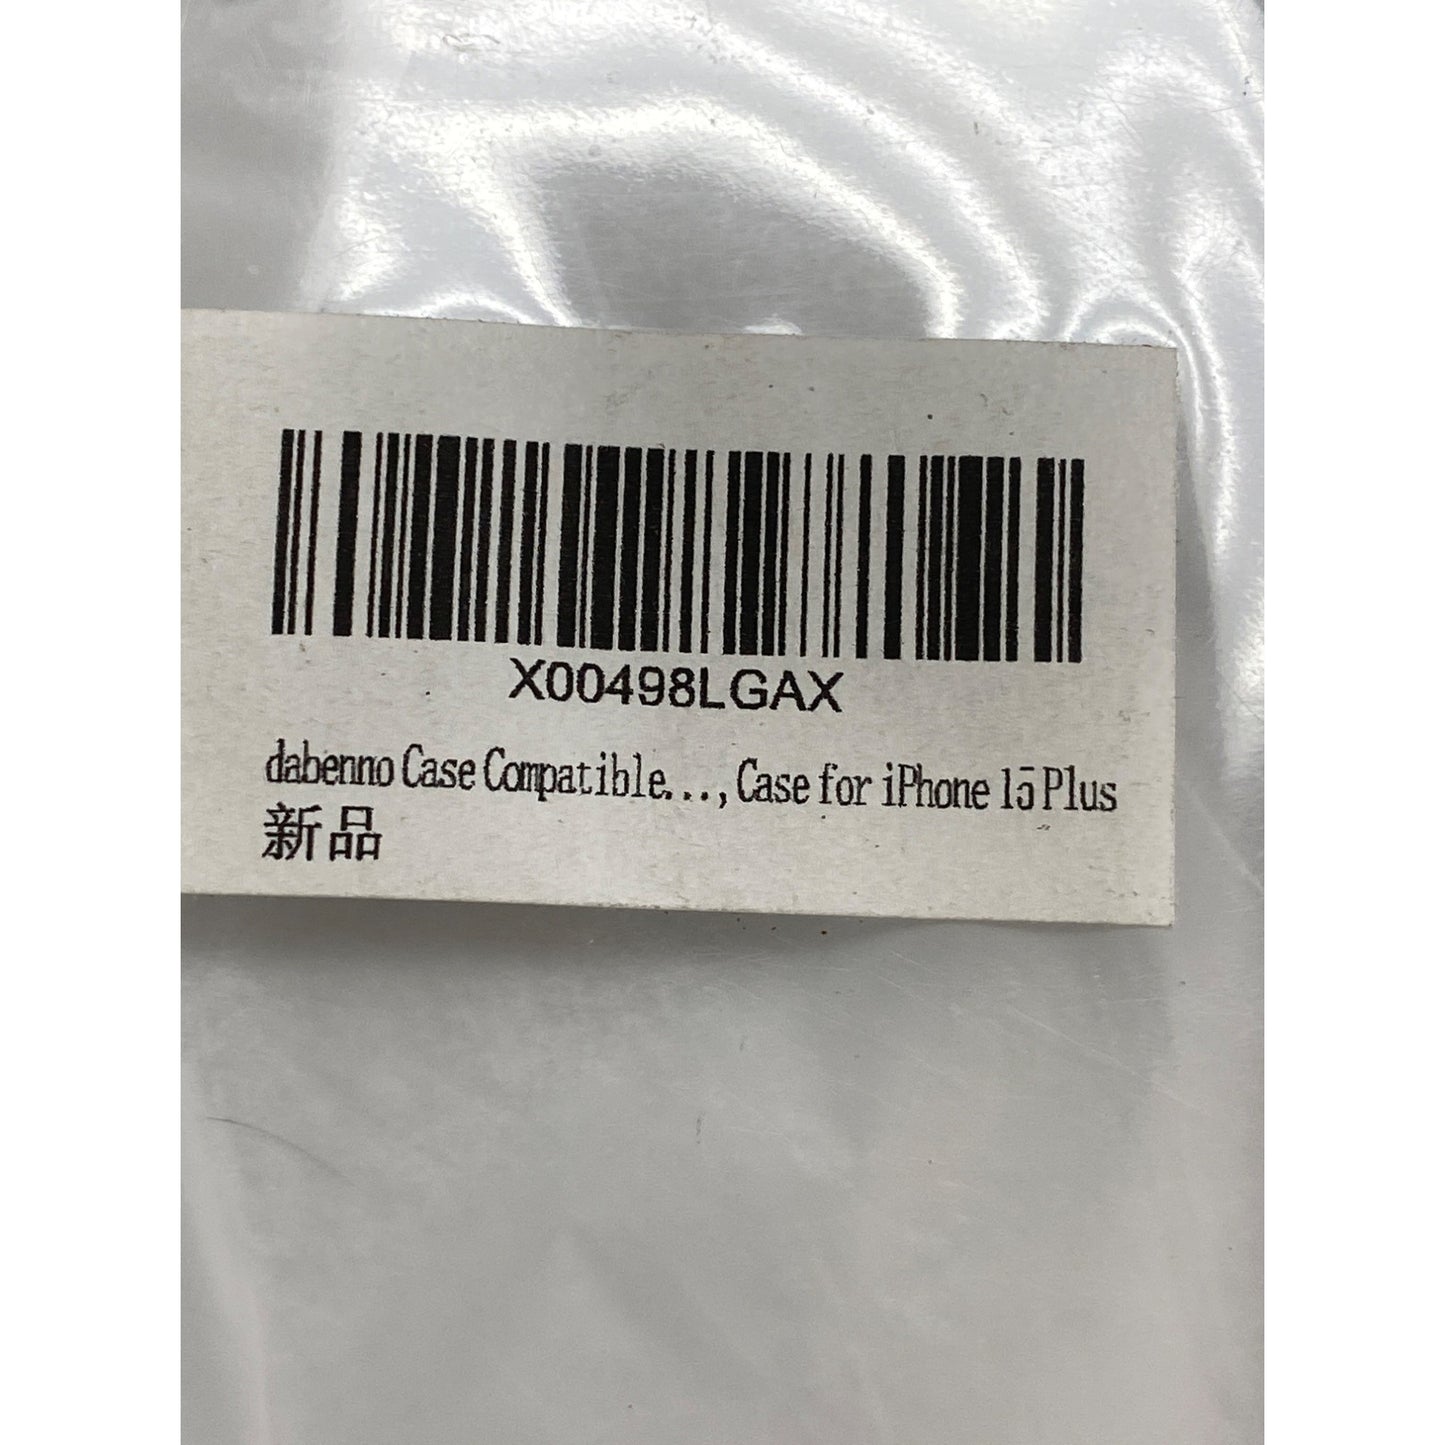 X00498LGAX
dabenno Case Compatible..., Case for iPhone 15 Plus
新品